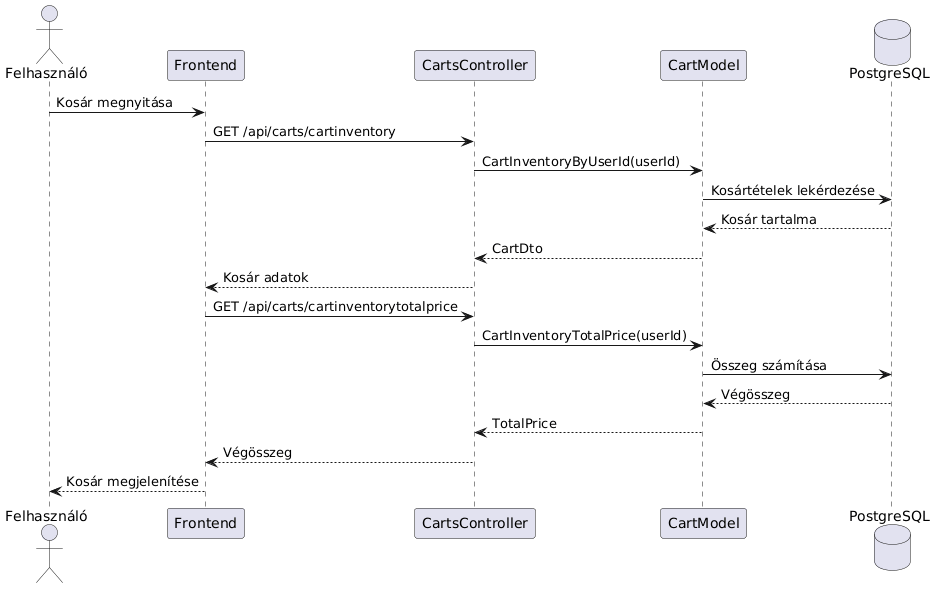 Felhasználó
Frontend
CartsController
CartModel
PostgreSQL
Kosár megnyitása
GET /api/carts/cartinventory
CartInventoryByUserId(userId)
Kosártételek lekérdezése
Kosár tartalma
CartDto
Kosár adatok
GET /api/carts/cartinventorytotalprice
CartInventoryTotalPrice(userId)
Összeg számítása
Végösszeg
TotalPrice
Végösszeg
Kosár megjelenítése
Felhasználó
Frontend
CartsController
CartModel
PostgreSQL